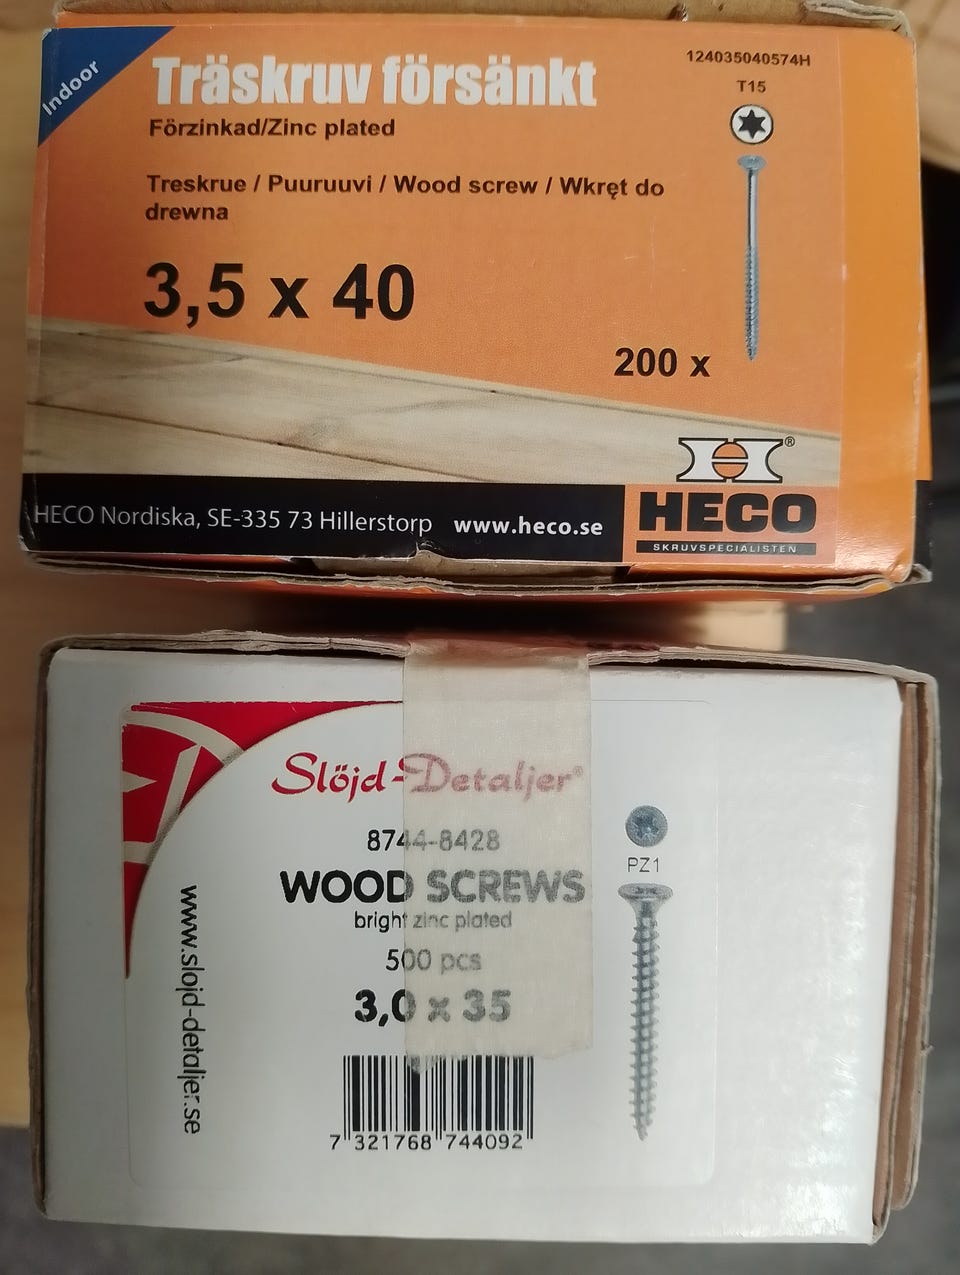 Indoor
Träskruv försänkt
Förzinkad/Zinc plated
Treskrue / Puuruuvi / Wood screw / Wkręt do
drewna
3,5 x 40
124035040574H
T15
200 x
HECO Nordiska, SE-335 73 Hillerstorp www.heco.se
H®
HECO
SKRUVSPECIALISTEN
Slöjd-Detaljer®
8744-8428
WOOD SCREWS
bright zinc plated
500 pcs
3,0 x 35
PZ1
www.slojd-detaljer.se
7 321768 744092